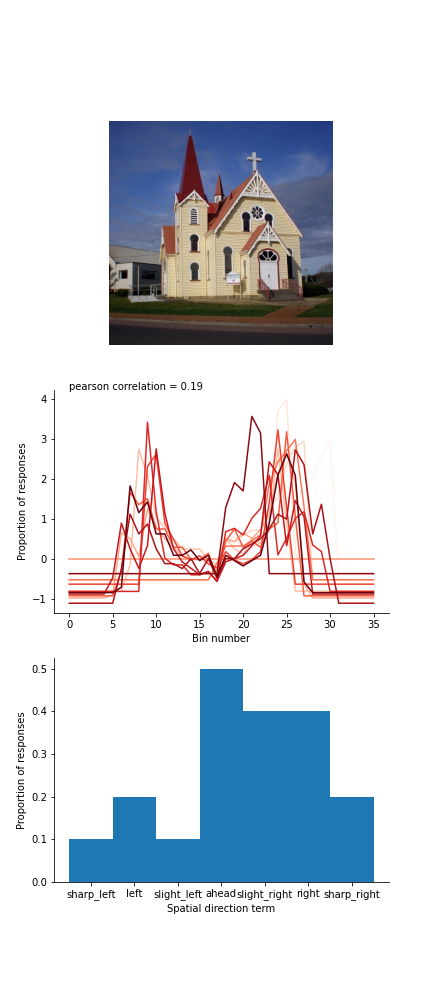 pearson correlation = 0.19
4
3
2
1
0
−1
Proportion of responses
0 5 10 15 20 25 30 35
Bin number
0.5
0.4
0.3
0.2
0.1
0.0
Proportion of responses
sharp_left left slight_left ahead slight_right right sharp_right
Spatial direction term